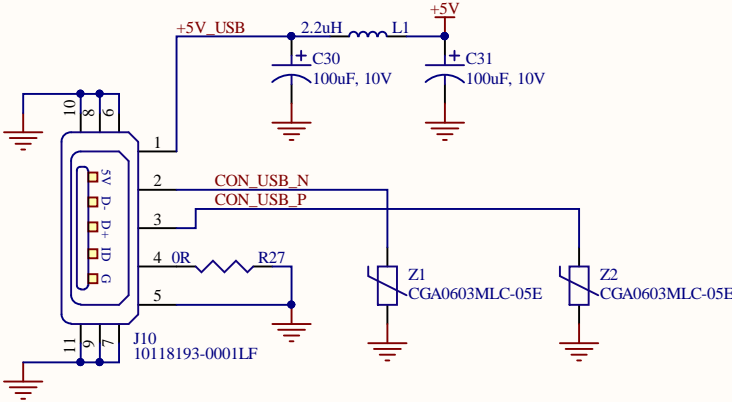 +5V
+5V_USB 2.2uH L1
C30 C31
100uF, 10V 100uF, 10V
10 8 6
1
5V 2 CON_USB_N
D- CON_USB_P
D+ 3
ID 4 0R R27
G 5
Z1 Z2
CGA0603MLC-05E CGA0603MLC-05E
11 9 7
J10
10118193-0001LF